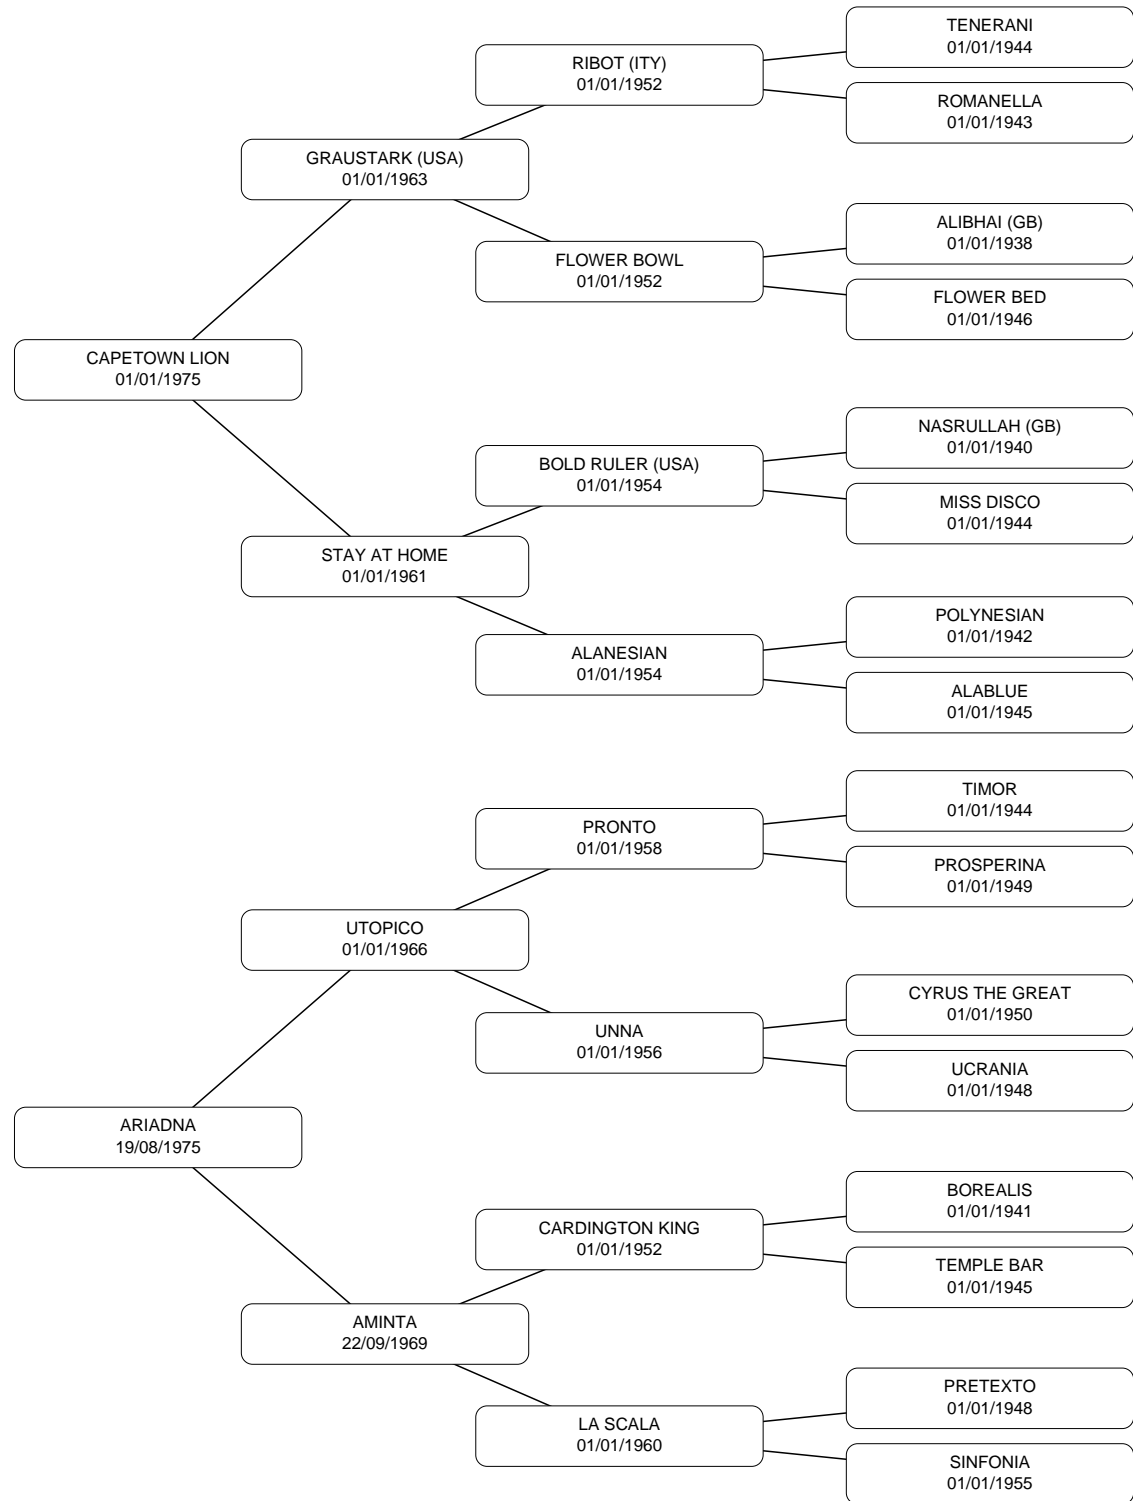 TENERANI
01/01/1944
RIBOT (ITY)
01/01/1952
ROMANELLA
01/01/1943
GRAUSTARK (USA)
01/01/1963
ALIBHAI (GB)
01/01/1938
FLOWER BOWL
01/01/1952
FLOWER BED
01/01/1946
CAPETOWN LION
01/01/1975
NASRULLAH (GB)
01/01/1940
BOLD RULER (USA)
01/01/1954
MISS DISCO
01/01/1944
STAY AT HOME
01/01/1961
POLYNESIAN
01/01/1942
ALANESIAN
01/01/1954
ALABLUE
01/01/1945
TIMOR
01/01/1944
PRONTO
01/01/1958
PROSPERINA
01/01/1949
UTOPICO
01/01/1966
CYRUS THE GREAT
01/01/1950
UNNA
01/01/1956
UCRANIA
01/01/1948
ARIADNA
19/08/1975
BOREALIS
01/01/1941
CARDINGTON KING
01/01/1952
TEMPLE BAR
01/01/1945
AMINTA
22/09/1969
PRETEXTO
01/01/1948
LA SCALA
01/01/1960
SINFONIA
01/01/1955